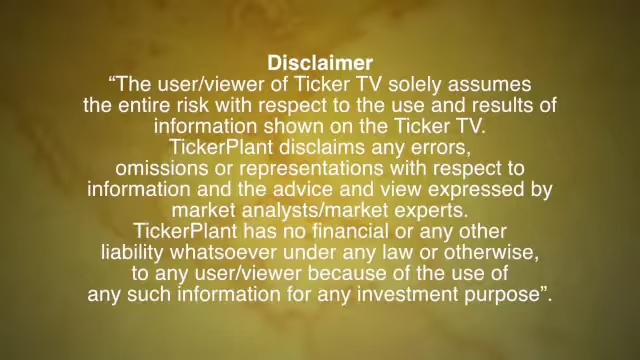 Disclaimer
“The user/viewer of Ticker TV solely assumes
the entire risk with respect to the use and results of
information shown on the Ticker TV.
TickerPlant disclaims any errors,
omissions or representations with respect to
information and the advice and view expressed by
market analysts/market experts.
TickerPlant has no financial or any other
liability whatsoever under any law or otherwise,
to any user/viewer because of the use of
any such information for any investment purpose”.